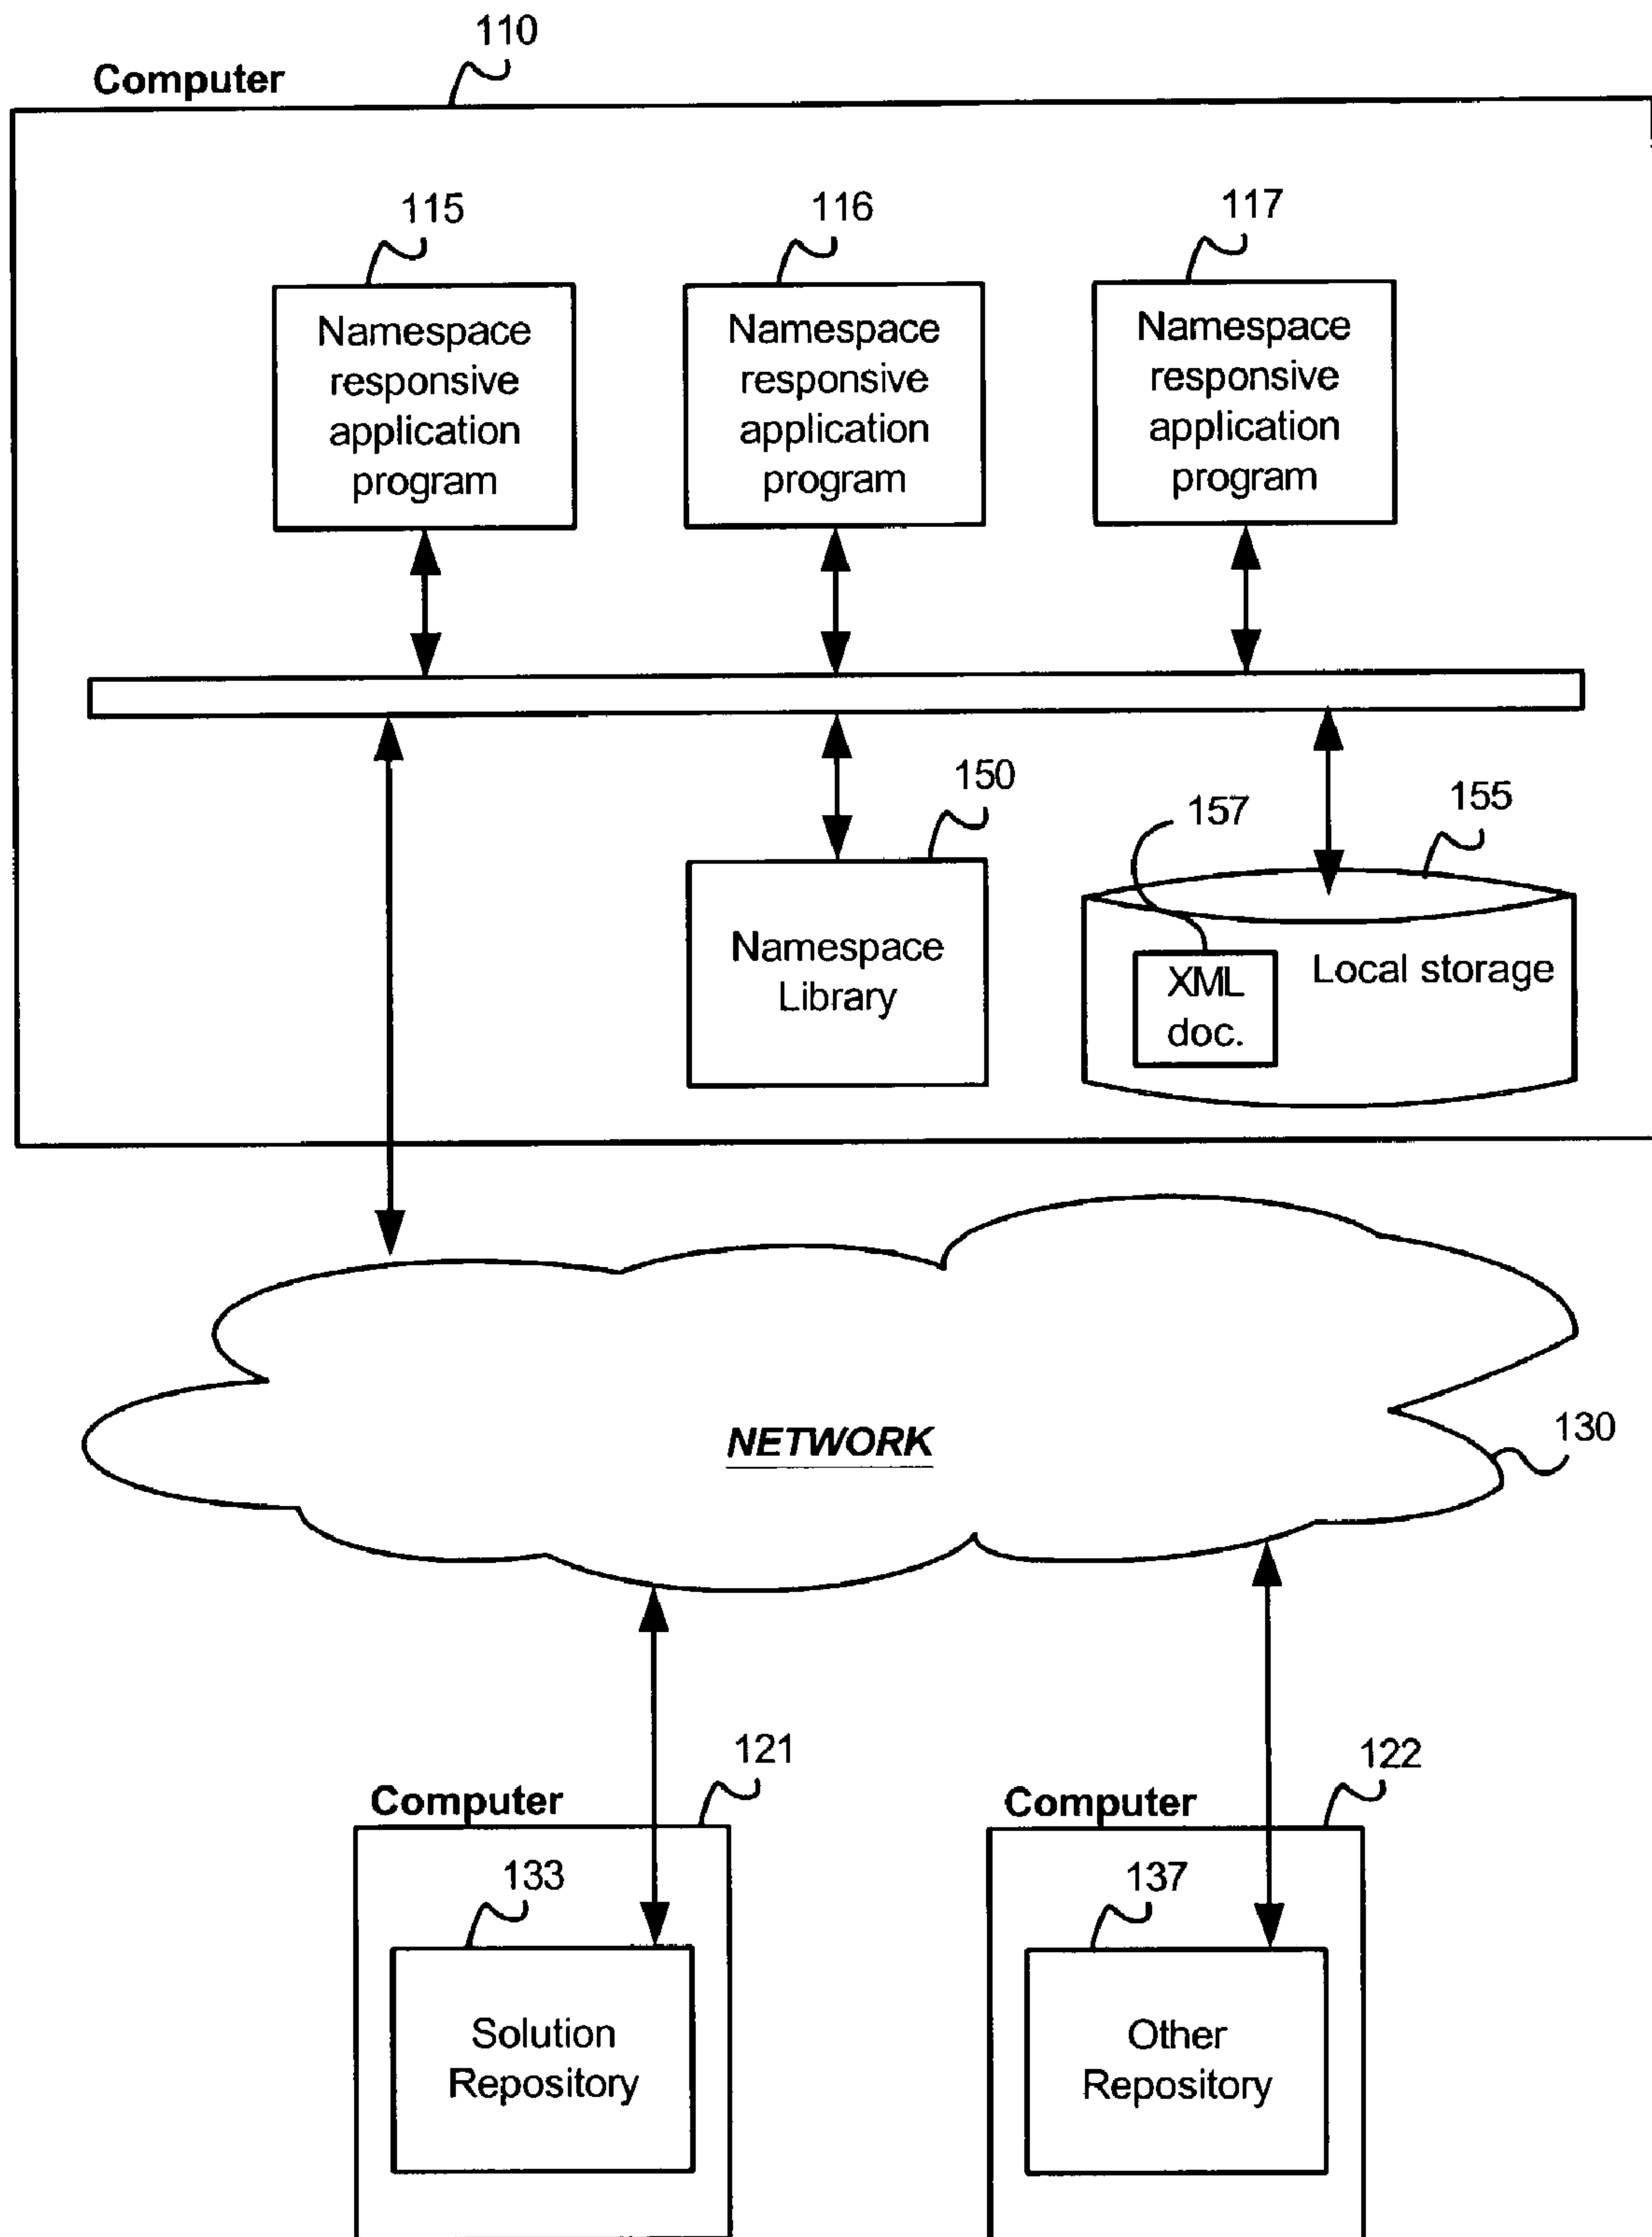 110
Computer
115
116
117
Namespace
responsive
application
program
Namespace
responsive
application
program
Namespace
responsive
application
program
150
157
155
Namespace
Library
XML
doc.
Local storage
NETWORK
130
121
122
Computer
Computer
133
137
Solution
Repository
Other
Repository